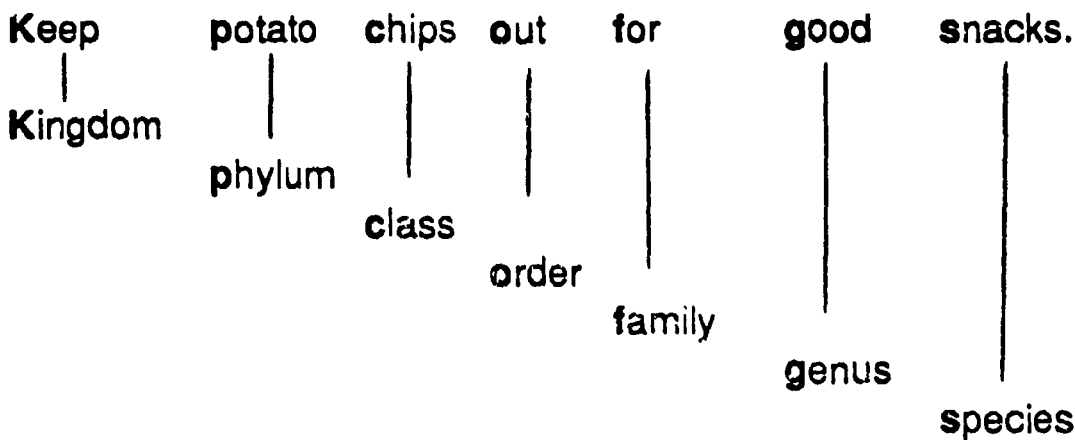 Keep potato chips out for good snacks.
Kingdom
phylum
class
order
family
genus
species